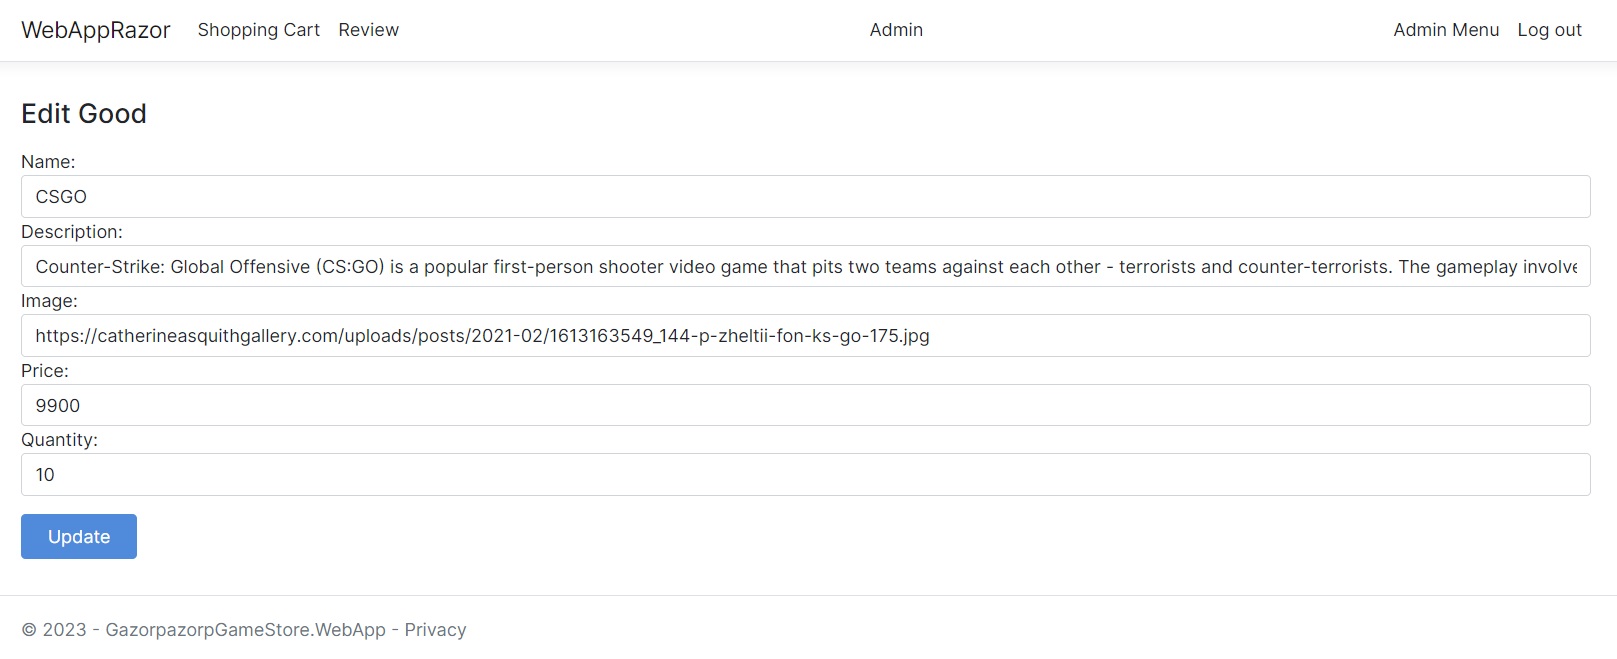 WebAppRazor Shopping Cart Review Admin Admin Menu Log out
Edit Good
Name:
CSGO
Description:
Counter-Strike: Global Offensive (CS:GO) is a popular first-person shooter video game that pits two teams against each other - terrorists and counter-terrorists. The gameplay involve
Image:
https://catherineasquithgallery.com/uploads/posts/2021-02/1613163549_144-p-zheltii-fon-ks-go-175.jpg
Price:
9900
Quantity:
10
Update
© 2023 - GazorpazorpGameStore.WebApp - Privacy